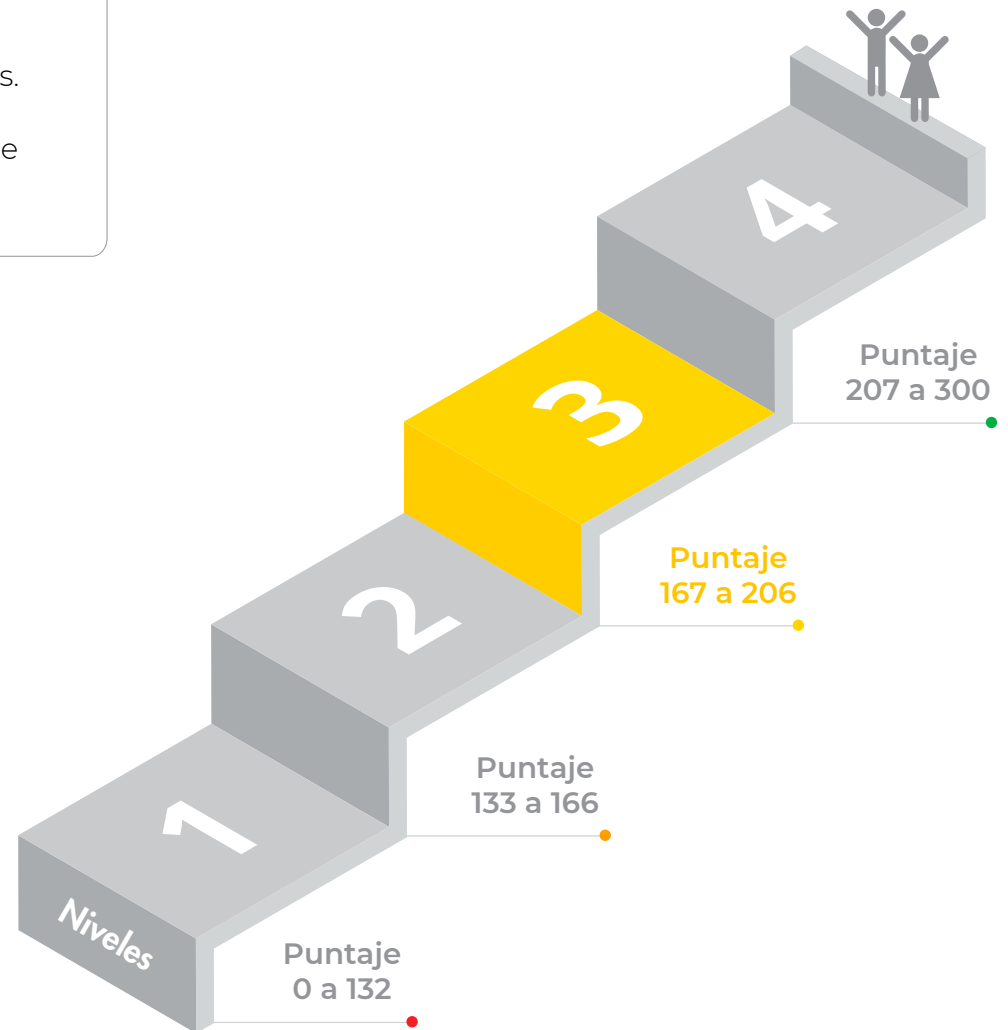 s.
e
4
Puntaje
207 a 300
3
Puntaje
167 a 206
2
Puntaje
133 a 166
1
Niveles
Puntaje
0 a 132